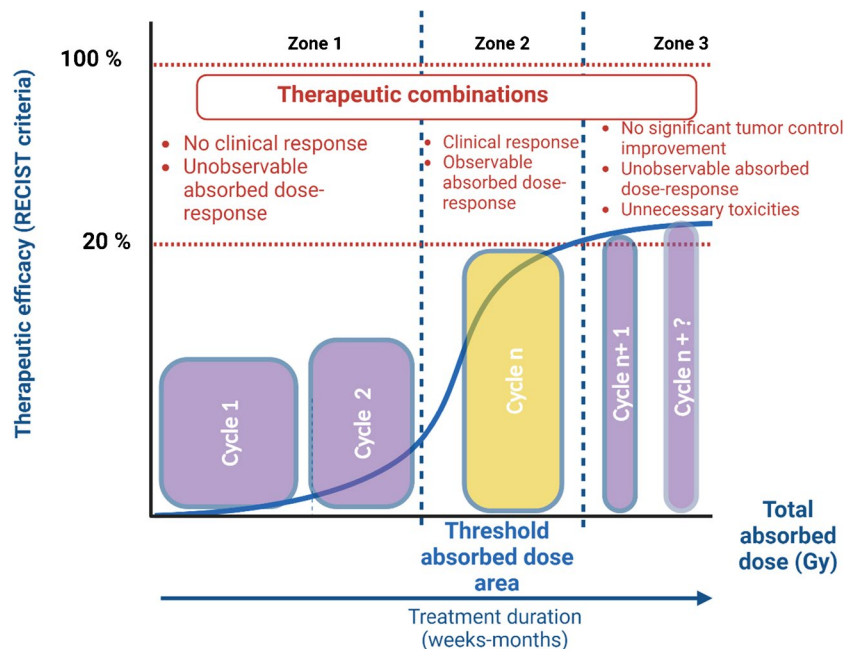 Zone 1
Zone 2
Zone 3
100 %
Therapeutic combinations
• No clinical response
• Unobservable
absorbed dose-
response
• Clinical response
• Observable
absorbed dose-
response
• No significant tumor control
improvement
• Unobservable absorbed
dose-response
• Unnecessary toxicities
20 %
Therapeutic efficacy (RECIST criteria)
Cycle 1
Cycle 2
Cycle n
Cycle n+ 1
Cycle n + ?
Threshold
absorbed dose
area
Total
absorbed
dose (Gy)
Treatment duration
(weeks-months)